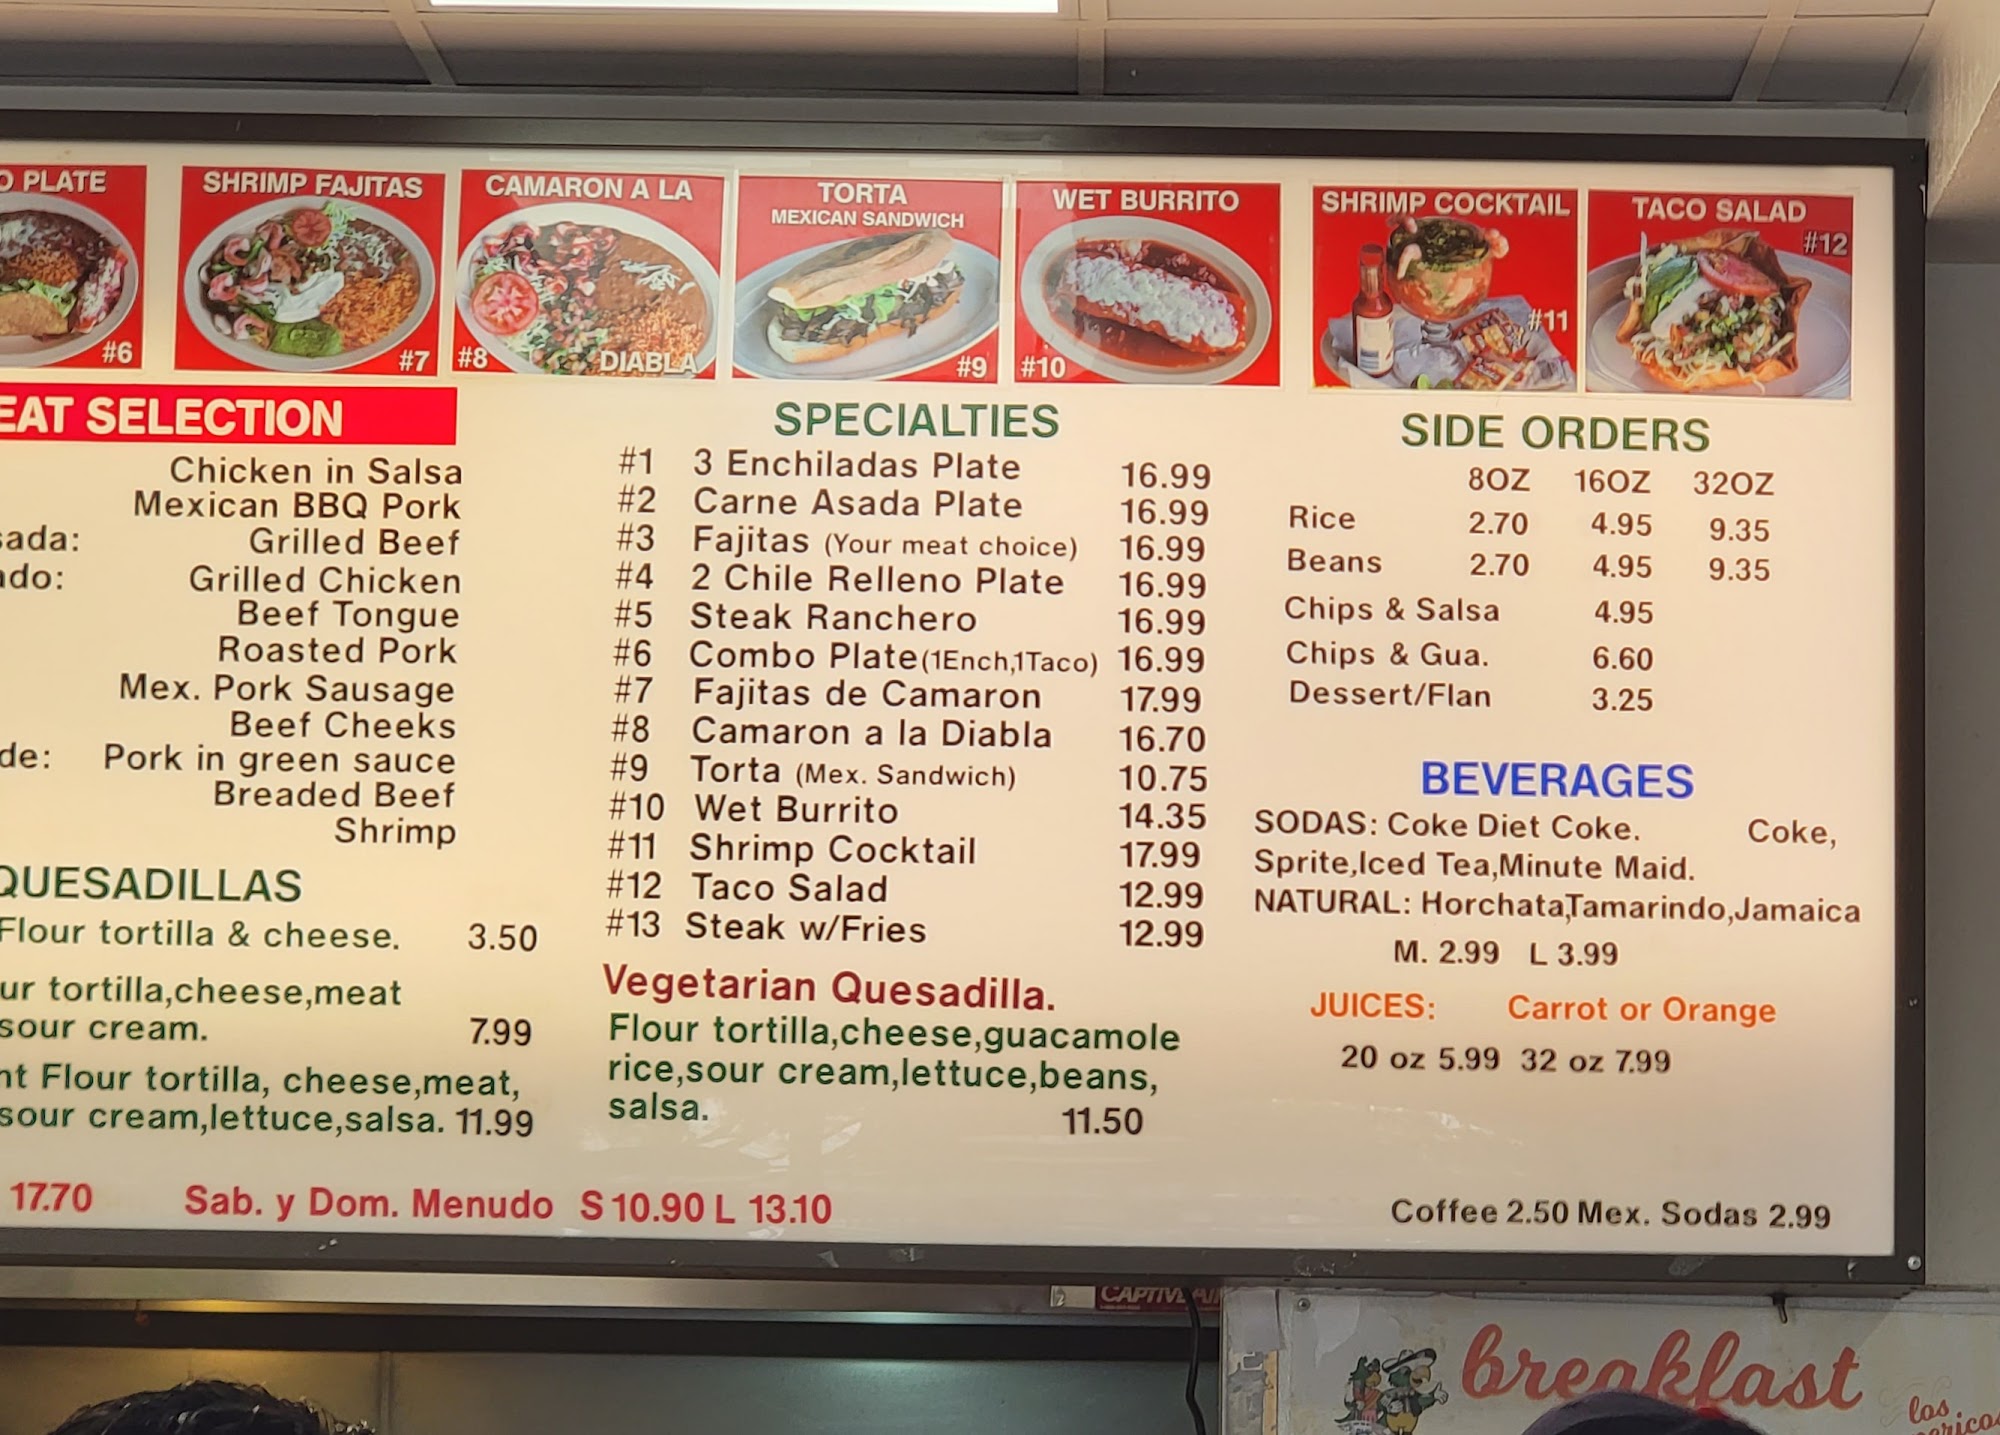 PLATE
#6
SHRIMP FAJITAS
#7
CAMARON A LA
#8 DIABLA
TORTA
MEXICAN SANDWICH
#9
WET BURRITO
#10
SHRIMP COCKTAIL
#11
TACO SALAD
#12
EAT SELECTION
Chicken in Salsa
Mexican BBQ Pork
sada: Grilled Beef
ado: Grilled Chicken
Beef Tongue
Roasted Pork
Mex. Pork Sausage
Beef Cheeks
de: Pork in green sauce
Breaded Beef
Shrimp
QUESADILLAS
Flour tortilla & cheese. 3.50
ur tortilla,cheese,meat
sour cream. 7.99
nt Flour tortilla, cheese,meat,
sour cream,lettuce,salsa. 11.99
SPECIALTIES
#1 3 Enchiladas Plate 16.99
#2 Carne Asada Plate 16.99
#3 Fajitas (Your meat choice) 16.99
#4 2 Chile Relleno Plate 16.99
#5 Steak Ranchero 16.99
#6 Combo Plate(1Ench,1Taco) 16.99
#7 Fajitas de Camaron 17.99
#8 Camaron a la Diabla 16.70
#9 Torta (Mex. Sandwich) 10.75
#10 Wet Burrito 14.35
#11 Shrimp Cocktail 17.99
#12 Taco Salad 12.99
#13 Steak w/Fries 12.99
Vegetarian Quesadilla.
Flour tortilla,cheese,guacamole
rice,sour cream,lettuce,beans,
salsa. 11.50
SIDE ORDERS
8OZ 16OZ 32OZ
Rice 2.70 4.95 9.35
Beans 2.70 4.95 9.35
Chips & Salsa 4.95
Chips & Gua. 6.60
Dessert/Flan 3.25
BEVERAGES
SODAS: Coke Diet Coke. Coke,
Sprite,Iced Tea,Minute Maid.
NATURAL: Horchata,Tamarindo,Jamaica
M. 2.99 L 3.99
JUICES: Carrot or Orange
20 oz 5.99 32 oz 7.99
17.70 Sab. y Dom. Menudo S 10.90 L 13.10
Coffee 2.50 Mex. Sodas 2.99
CAPTIVE AI
breakfast
los